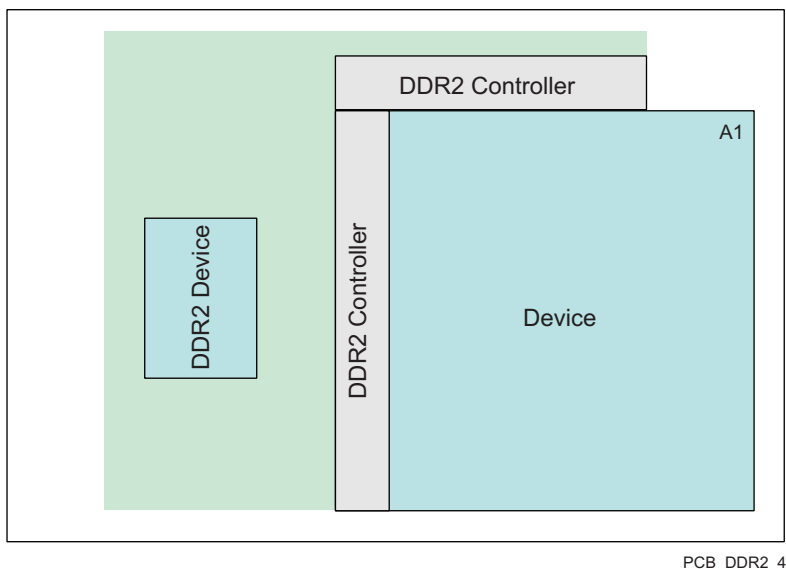 DDR2 Controller
A1
DDR2 Device
DDR2 Controller
Device
PCB_DDR2_4